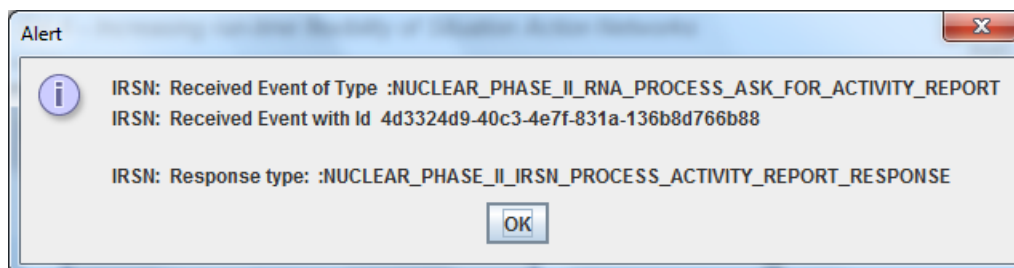 Alert
IRSN: Received Event of Type :NUCLEAR_PHASE_II_RNA_PROCESS_ASK_FOR_ACTIVITY_REPORT
IRSN: Received Event with Id 4d3324d9-40c3-4e7f-831a-136b8d766b88
IRSN: Response type: :NUCLEAR_PHASE_II_IRSN_PROCESS_ACTIVITY_REPORT_RESPONSE
OK